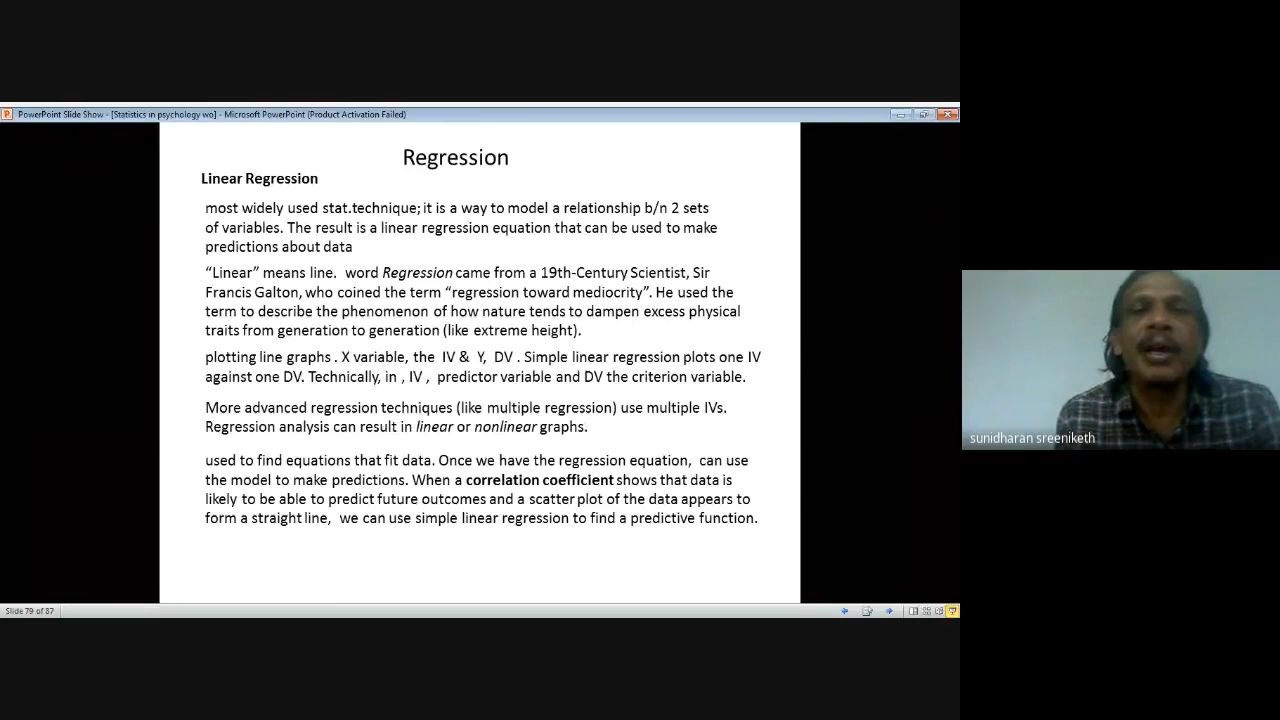 PowerPoint Slide Show - [Statistics in psychology wo] - Microsoft PowerPoint (Product Activation Failed)
Regression
Linear Regression
most widely used stat.technique; it is a way to model a relationship b/n 2 sets
of variables. The result is a linear regression equation that can be used to make
predictions about data
“Linear” means line. word Regression came from a 19th-Century Scientist, Sir
Francis Galton, who coined the term “regression toward mediocrity”. He used the
term to describe the phenomenon of how nature tends to dampen excess physical
traits from generation to generation (like extreme height).
plotting line graphs . X variable, the IV & Y, DV . Simple linear regression plots one IV
against one DV. Technically, in , IV , predictor variable and DV the criterion variable.
More advanced regression techniques (like multiple regression) use multiple IVs.
Regression analysis can result in linear or nonlinear graphs.
used to find equations that fit data. Once we have the regression equation, can use
the model to make predictions. When a correlation coefficient shows that data is
likely to be able to predict future outcomes and a scatter plot of the data appears to
form a straight line, we can use simple linear regression to find a predictive function.
Slide 79 of 87
sunidharan sreeniketh